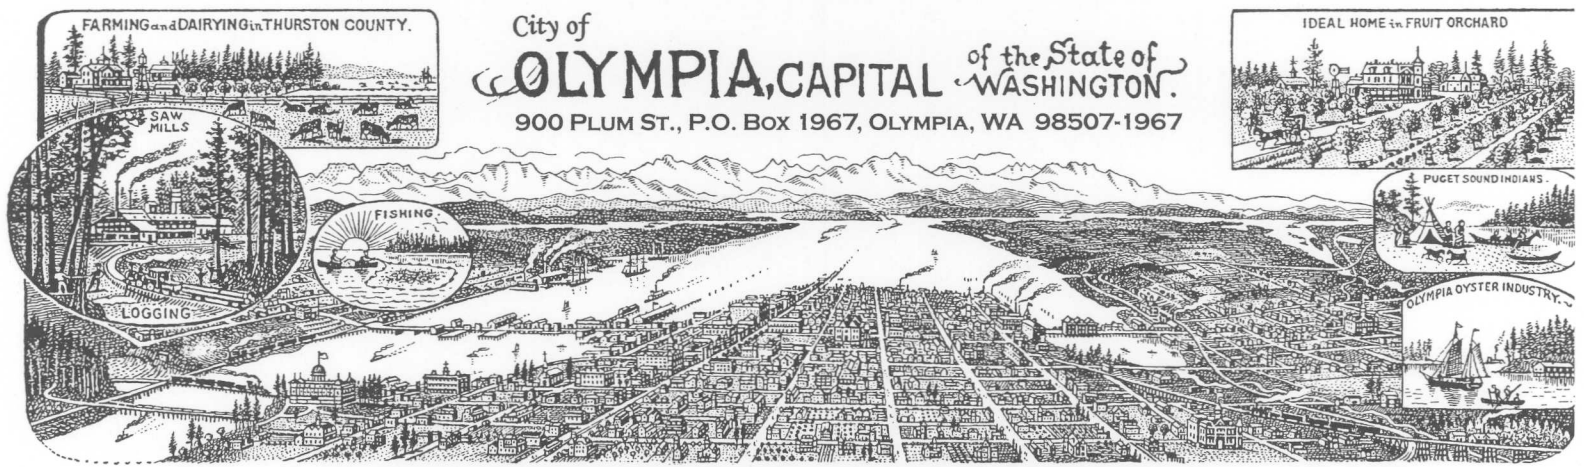 FARMING and DAIRYING in THURSTON COUNTY.
City of
OLYMPIA, CAPITAL
of the State of
WASHINGTON.
900 PLUM ST., P.O. BOX 1967, OLYMPIA, WA 98507-1967
IDEAL HOME in FRUIT ORCHARD
SAW
MILLS
LOGGING
FISHING.
PUGET SOUND INDIANS.
OLYMPIA OYSTER INDUSTRY.